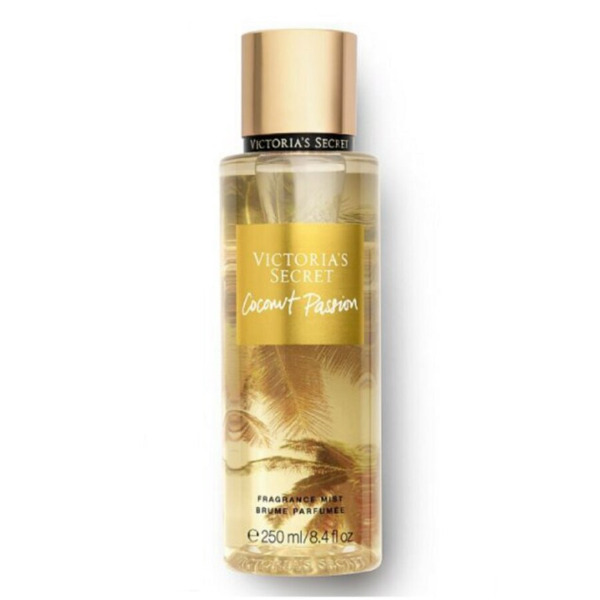 VICTORIA'S SECRET
VICTORIA'S
SECRET
Coconut Passion
FRAGRANCE MIST
BRUME PARFUMÉE
℮ 250 ml/8.4 fl oz